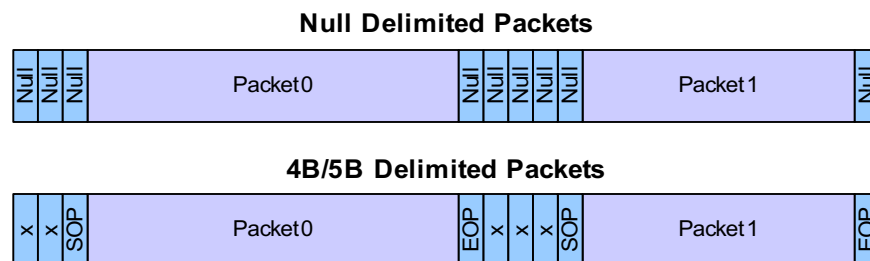 Null Delimited Packets
Null Null Null Packet0 Null Null Null Null Null Packet1 Null
4B/5B Delimited Packets
x x SOP Packet0 EOP x x x SOP Packet1 EOP